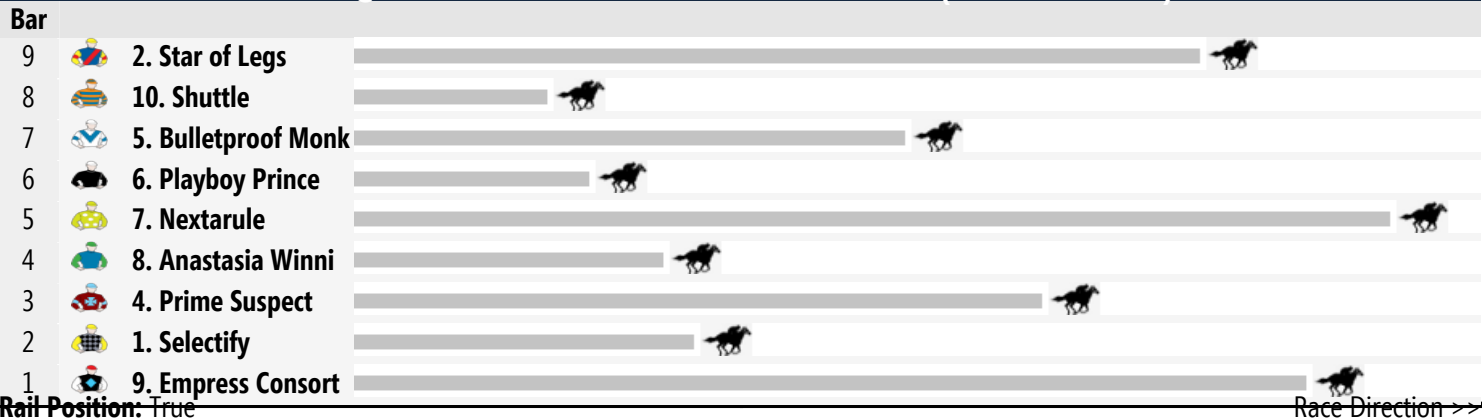 Bar
9 2. Star of Legs
8 10. Shuttle
7 5. Bulletproof Monk
6 6. Playboy Prince
5 7. Nextarule
4 8. Anastasia Winni
3 4. Prime Suspect
2 1. Selectify
1 9. Empress Consort
Rail Position: True Race Direction >>